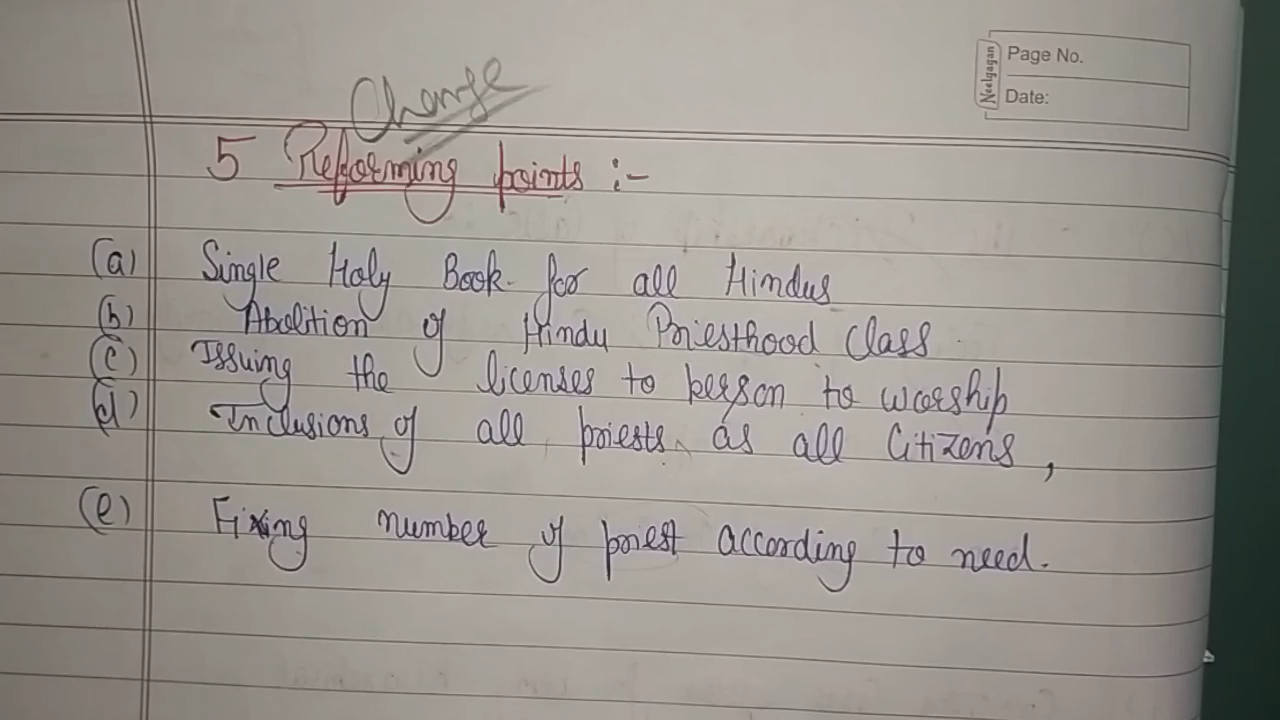 Neelgagan
Page No.
Date:
Change
5 Reforming points :-
(a) Single Holy Book for all Hindus
(b) Abolition of Hindu Priesthood Class
(c) Issuing the licenses to person to worship
(d) Inclusions of all priests as all Citizens,
(e) Fixing number of priest according to need.